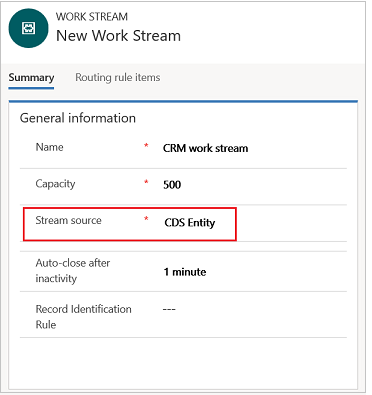 WORK STREAM
New Work Stream
Summary Routing rule items
General information
Name * CRM work stream
Capacity * 500
Stream source * CDS Entity
Auto-close after
inactivity 1 minute
Record Identification
Rule ---